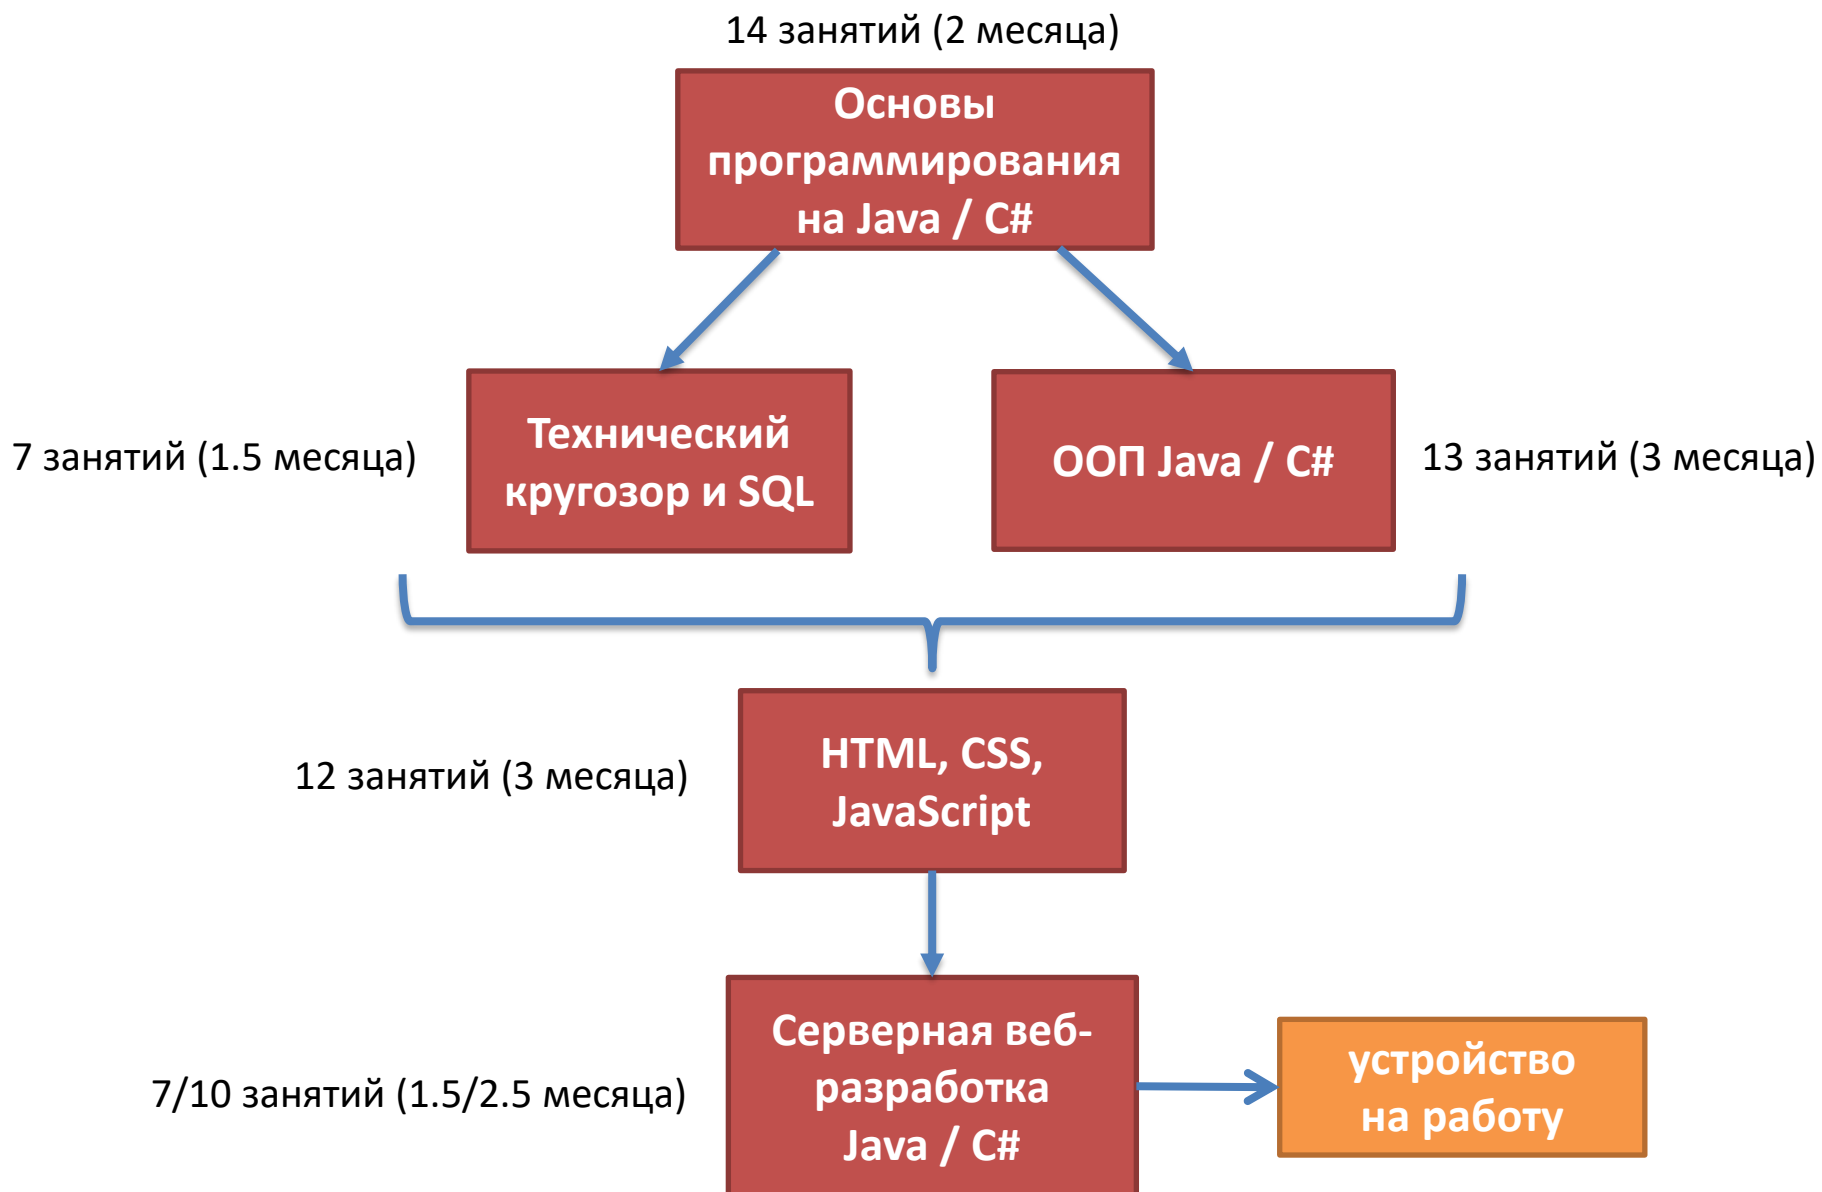 14 занятий (2 месяца)
Основы
программирования
на Java / C#
7 занятий (1.5 месяца)
Технический
кругозор и SQL
ООП Java / C#
13 занятий (3 месяца)
12 занятий (3 месяца)
HTML, CSS,
JavaScript
7/10 занятий (1.5/2.5 месяца)
Серверная веб-
разработка
Java / C#
устройство
на работу